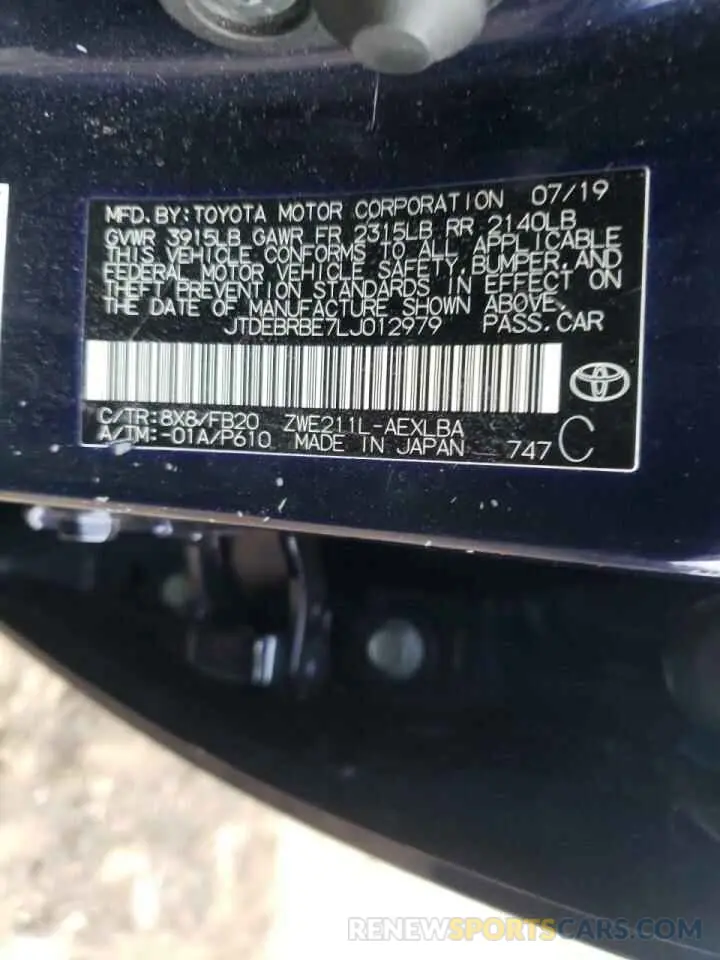 MFD. BY: TOYOTA MOTOR CORPORATION 07/19
GVWR 3915LB GAWR FR 2315LB RR 2140LB
THIS VEHICLE CONFORMS TO ALL APPLICABLE
FEDERAL MOTOR VEHICLE SAFETY, BUMPER, AND
THEFT PREVENTION STANDARDS IN EFFECT ON
THE DATE OF MANUFACTURE SHOWN ABOVE.
JTDEBRBE7LJ012979 PASS. CAR
C/TR: 8X8/FB20 ZWE211L-AEXLBA
A/TM: -01A/P610 MADE IN JAPAN 747 C
RENEWSPORTSCARS.COM